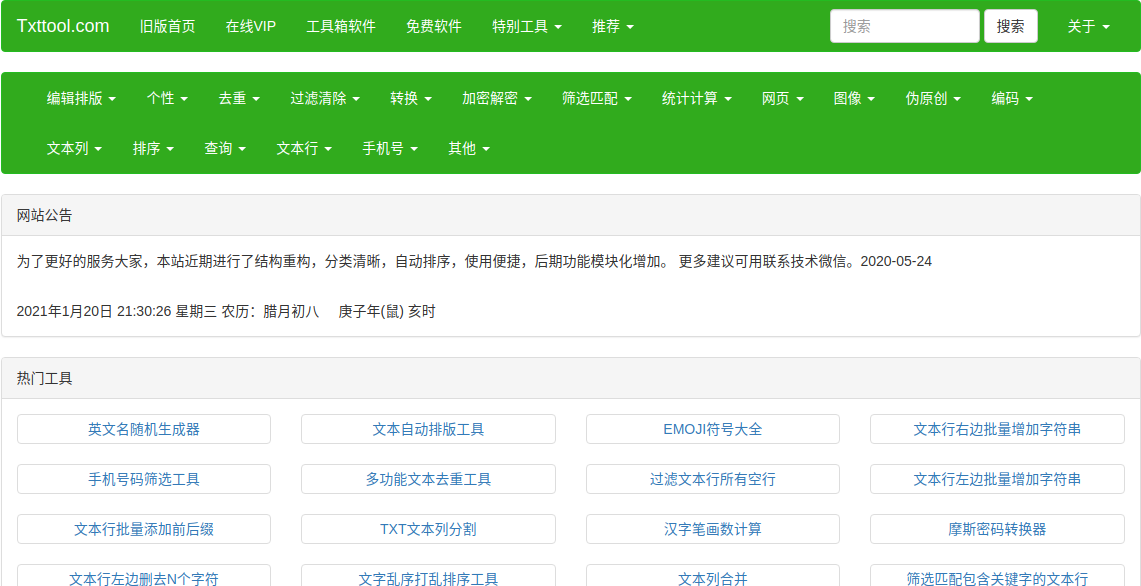 Txttool.com 旧版首页 在线VIP 工具箱软件 免费软件 特别工具 推荐 搜索 搜索 关于
编辑排版 个性 去重 过滤清除 转换 加密解密 筛选匹配 统计计算 网页 图像 伪原创 编码
文本列 排序 查询 文本行 手机号 其他
网站公告
为了更好的服务大家，本站近期进行了结构重构，分类清晰，自动排序，使用便捷，后期功能模块化增加。 更多建议可用联系技术微信。2020-05-24
2021年1月20日 21:30:26 星期三 农历：腊月初八 庚子年(鼠) 亥时
热门工具
英文名随机生成器 文本自动排版工具 EMOJI符号大全 文本行右边批量增加字符串
手机号码筛选工具 多功能文本去重工具 过滤文本行所有空行 文本行左边批量增加字符串
文本行批量添加前后缀 TXT文本列分割 汉字笔画数计算 摩斯密码转换器
文本行左边删去N个字符 文字乱序打乱排序工具 文本列合并 筛选匹配包含关键字的文本行